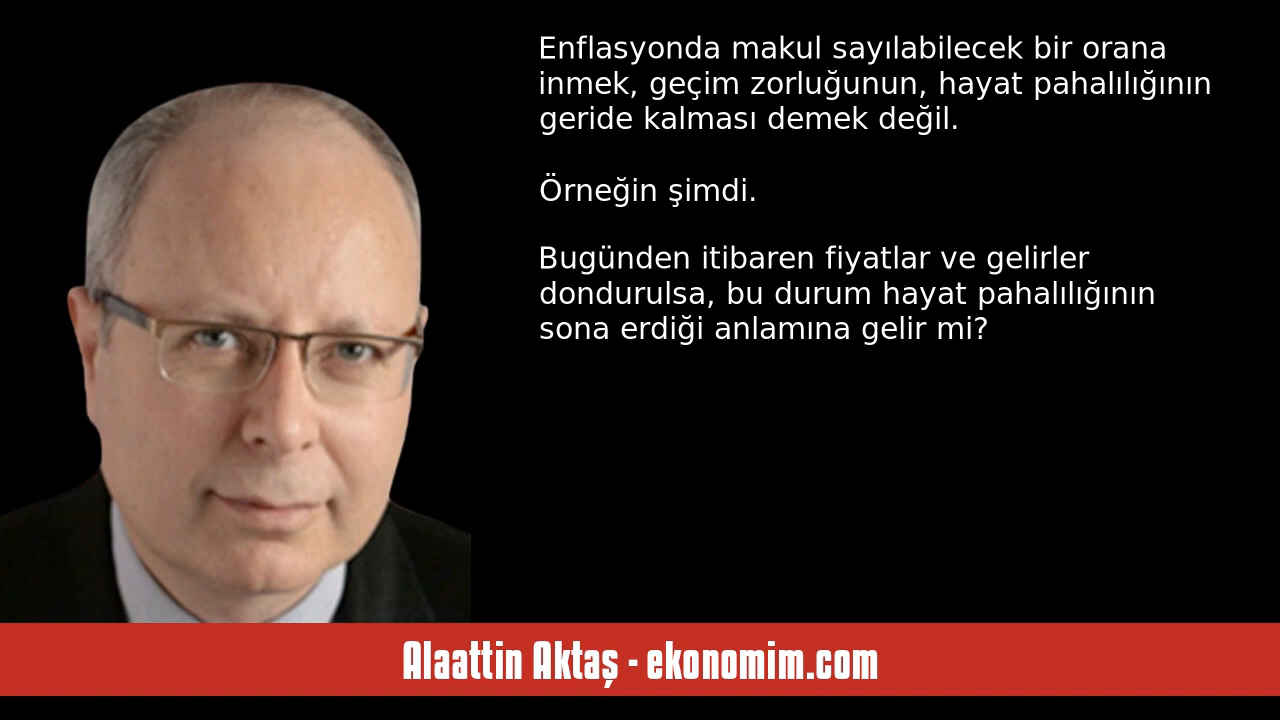 Enflasyonda makul sayılabilecek bir orana
inmek, geçim zorluğunun, hayat pahalılığının
geride kalması demek değil.
Örneğin şimdi.
Bugünden itibaren fiyatlar ve gelirler
dondurulsa, bu durum hayat pahalılığının
sona erdiği anlamına gelir mi?
Alaattin Aktaş - ekonomim.com